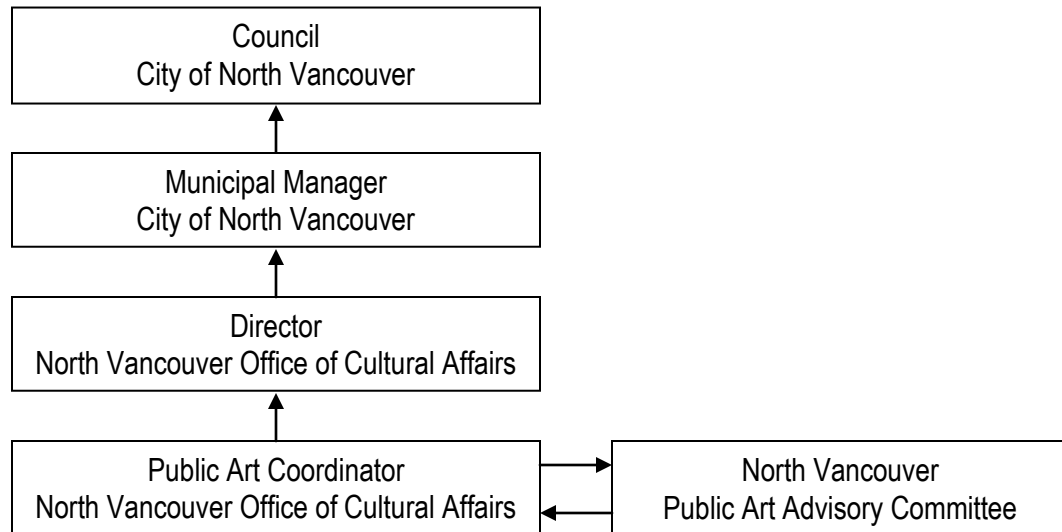 Council
City of North Vancouver
Municipal Manager
City of North Vancouver
Director
North Vancouver Office of Cultural Affairs
Public Art Coordinator
North Vancouver Office of Cultural Affairs
North Vancouver
Public Art Advisory Committee